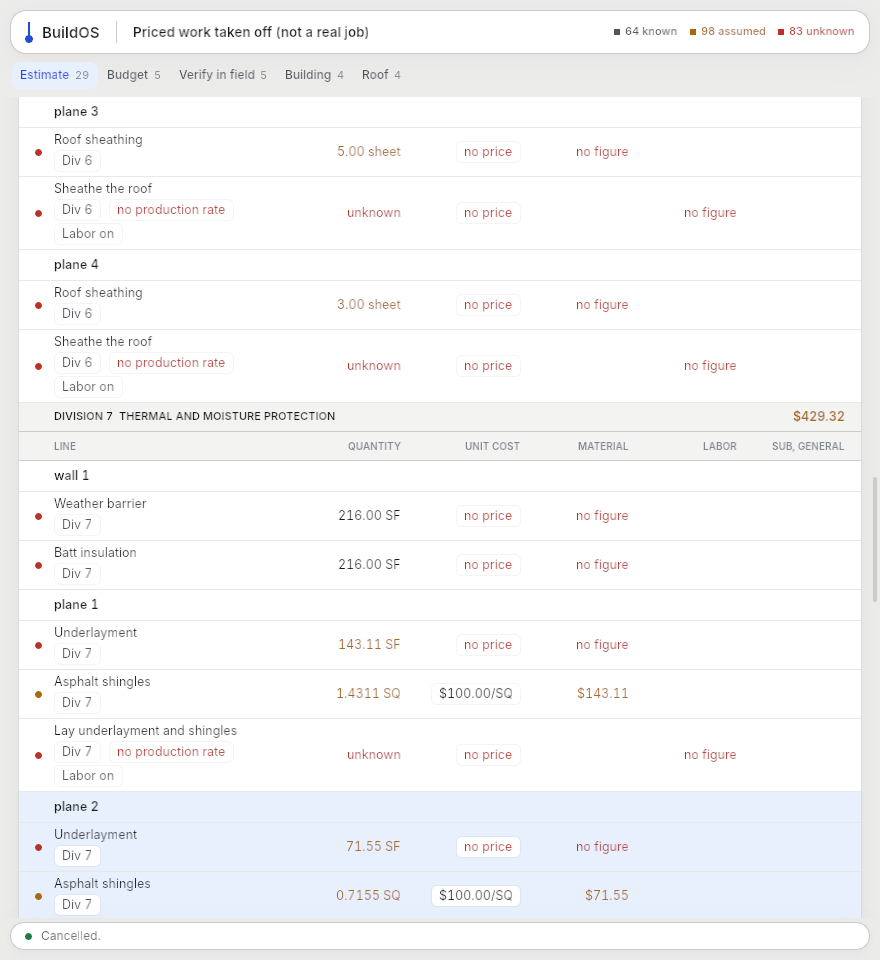 BuildOS Priced work taken off (not a real job) 64 known 98 assumed 83 unknown
Estimate 29 Budget 5 Verify in field 5 Building 4 Roof 4
plane 3
Roof sheathing
Div 6
5.00 sheet no price no figure
Sheathe the roof
Div 6 no production rate
Labor on
unknown no price no figure
plane 4
Roof sheathing
Div 6
3.00 sheet no price no figure
Sheathe the roof
Div 6 no production rate
Labor on
unknown no price no figure
DIVISION 7 THERMAL AND MOISTURE PROTECTION $429.32
LINE QUANTITY UNIT COST MATERIAL LABOR SUB, GENERAL
wall 1
Weather barrier
Div 7
216.00 SF no price no figure
Batt insulation
Div 7
216.00 SF no price no figure
plane 1
Underlayment
Div 7
143.11 SF no price no figure
Asphalt shingles
Div 7
1.4311 SQ $100.00/SQ $143.11
Lay underlayment and shingles
Div 7 no production rate
Labor on
unknown no price no figure
plane 2
Underlayment
Div 7
71.55 SF no price no figure
Asphalt shingles
Div 7
0.7155 SQ $100.00/SQ $71.55
Cancelled.